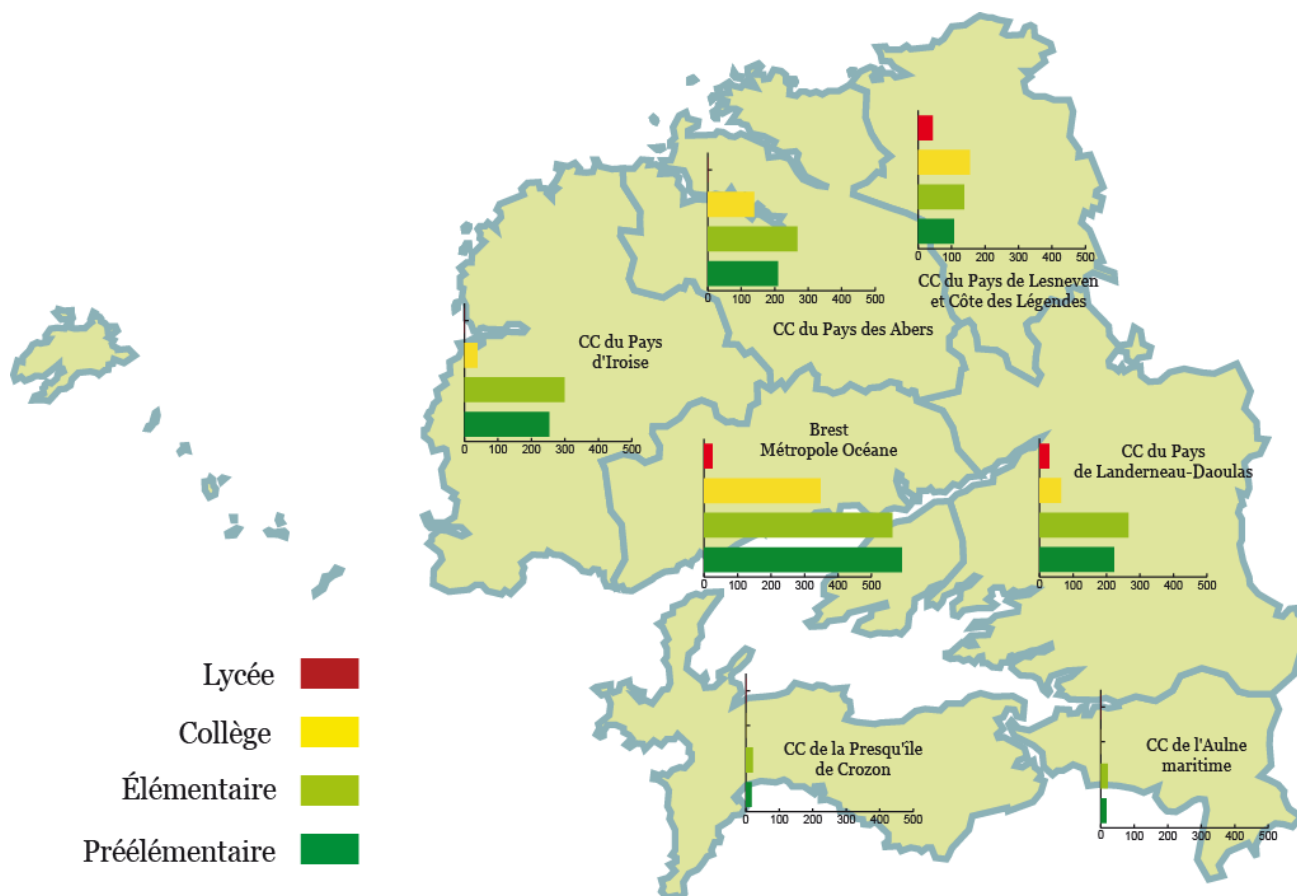 0 100 200 300 400 500
CC du Pays de Lesneven
et Côte des Légendes
0 100 200 300 400 500
CC du Pays des Abers
CC du Pays
d'Iroise
0 100 200 300 400 500
Brest
Métropole Océane
0 100 200 300 400 500
CC du Pays
de Landerneau-Daoulas
0 100 200 300 400 500
CC de la Presqu'île
de Crozon
0 100 200 300 400 500
CC de l'Aulne
maritime
0 100 200 300 400 500
Lycée
Collège
Élémentaire
Préélémentaire